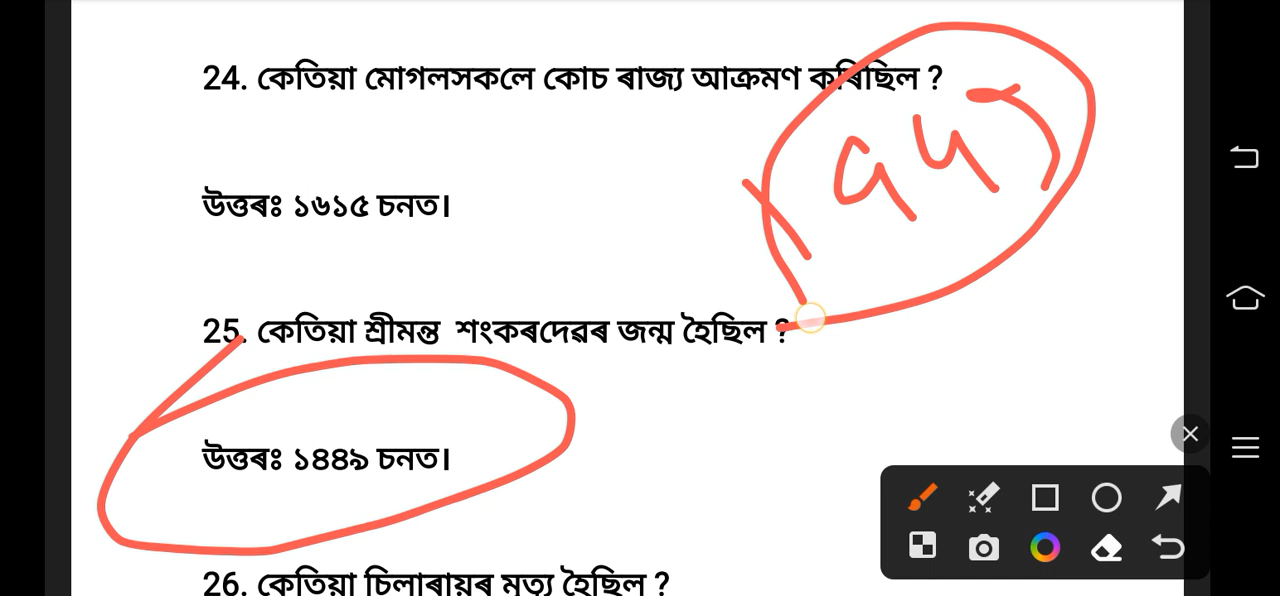 24. কেতিয়া মোগলসকলে কোচ ৰাজ্য আক্ৰমণ কৰিছিল ?
উত্তৰঃ ১৬১৫ চনত।
25. কেতিয়া শ্ৰীমন্ত শংকৰদেৱৰ জন্ম হৈছিল ?
উত্তৰঃ ১৪৪৯ চনত।
26. কেতিয়া চিলাৰায়ৰ মৃত্যু হৈছিল ?